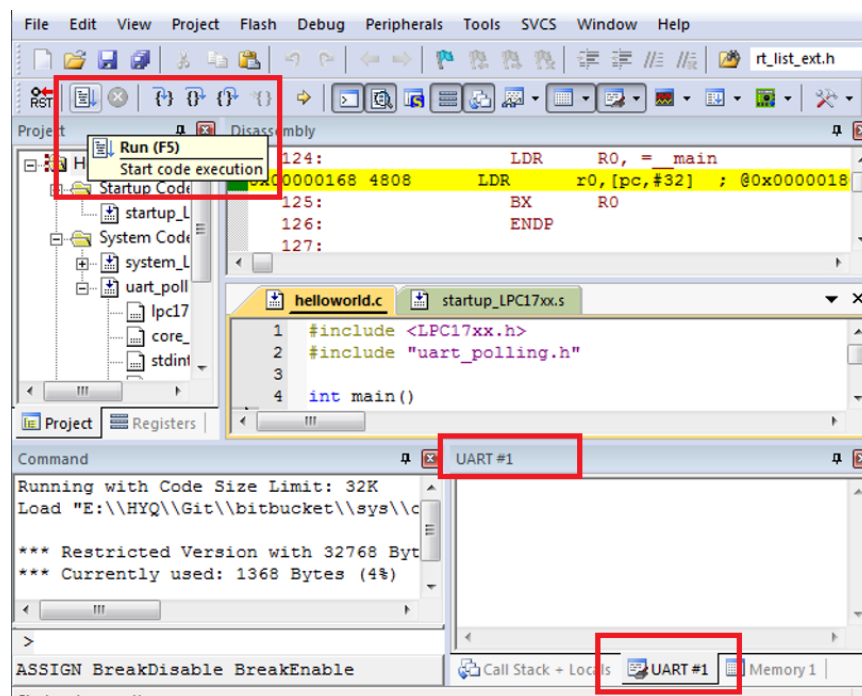 File Edit View Project Flash Debug Peripherals Tools SVCS Window Help
rt_list_ext.h
RST
Project
Disassembly
Run (F5)
Start code execution
124: LDR R0, =__main
0x00000168 4808 LDR r0,[pc,#32] ; @0x0000018
125: BX R0
126: ENDP
127:
H
Startup Code
startup_L
System Code
system_L
uart_poll
lpc17
core_
stdint
helloworld.c
startup_LPC17xx.s
1 #include <LPC17xx.h>
2 #include "uart_polling.h"
3
4 int main()
Project Registers
Command
UART #1
Running with Code Size Limit: 32K
Load "E:\\HYQ\\Git\\bitbucket\\sys\\c
*** Restricted Version with 32768 Byt
*** Currently used: 1368 Bytes (4%)
>
ASSIGN BreakDisable BreakEnable
Call Stack + Locals UART #1 Memory 1